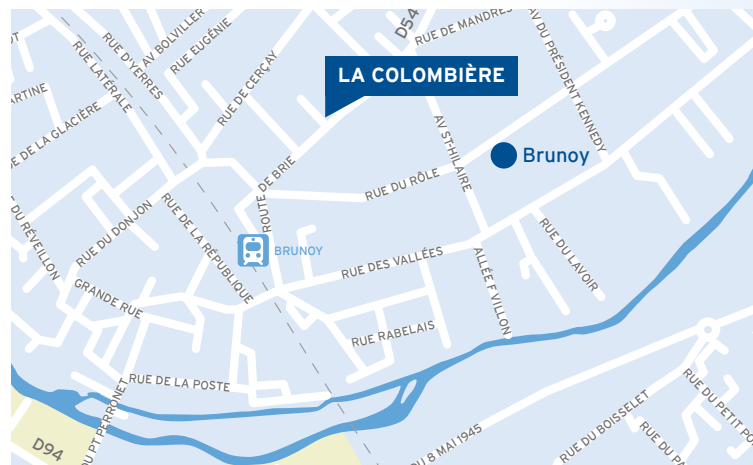 OT
RUE D'YERRES
AV BOLVILLER
RUE EUGÉNIE
RUE LATÉRALE
RUE DE CERÇAY
D54
RUE DE MANDRES
AV DU PRÉSIDENT KENNEDY
LA COLOMBIÈRE
ARTINE
E DE LA GLACIÈRE
AV ST-HILAIRE
Brunoy
ROUTE DE BRIE
RUE DU RÔLE
E DU RÉVEILLON
RUE DU DONJON
RUE DE LA RÉPUBLIQUE
BRUNOY
RUE DES VALLÉES
ALLÉE F VILLON
RUE DU LAVOIR
GRANDE RUE
RUE RABELAIS
RUE DE LA POSTE
DU PT PERRONET
D94
DU 8 MAI 1945
RUE DU BOISSELET
RUE DU PETIT PO
RUE DU PA